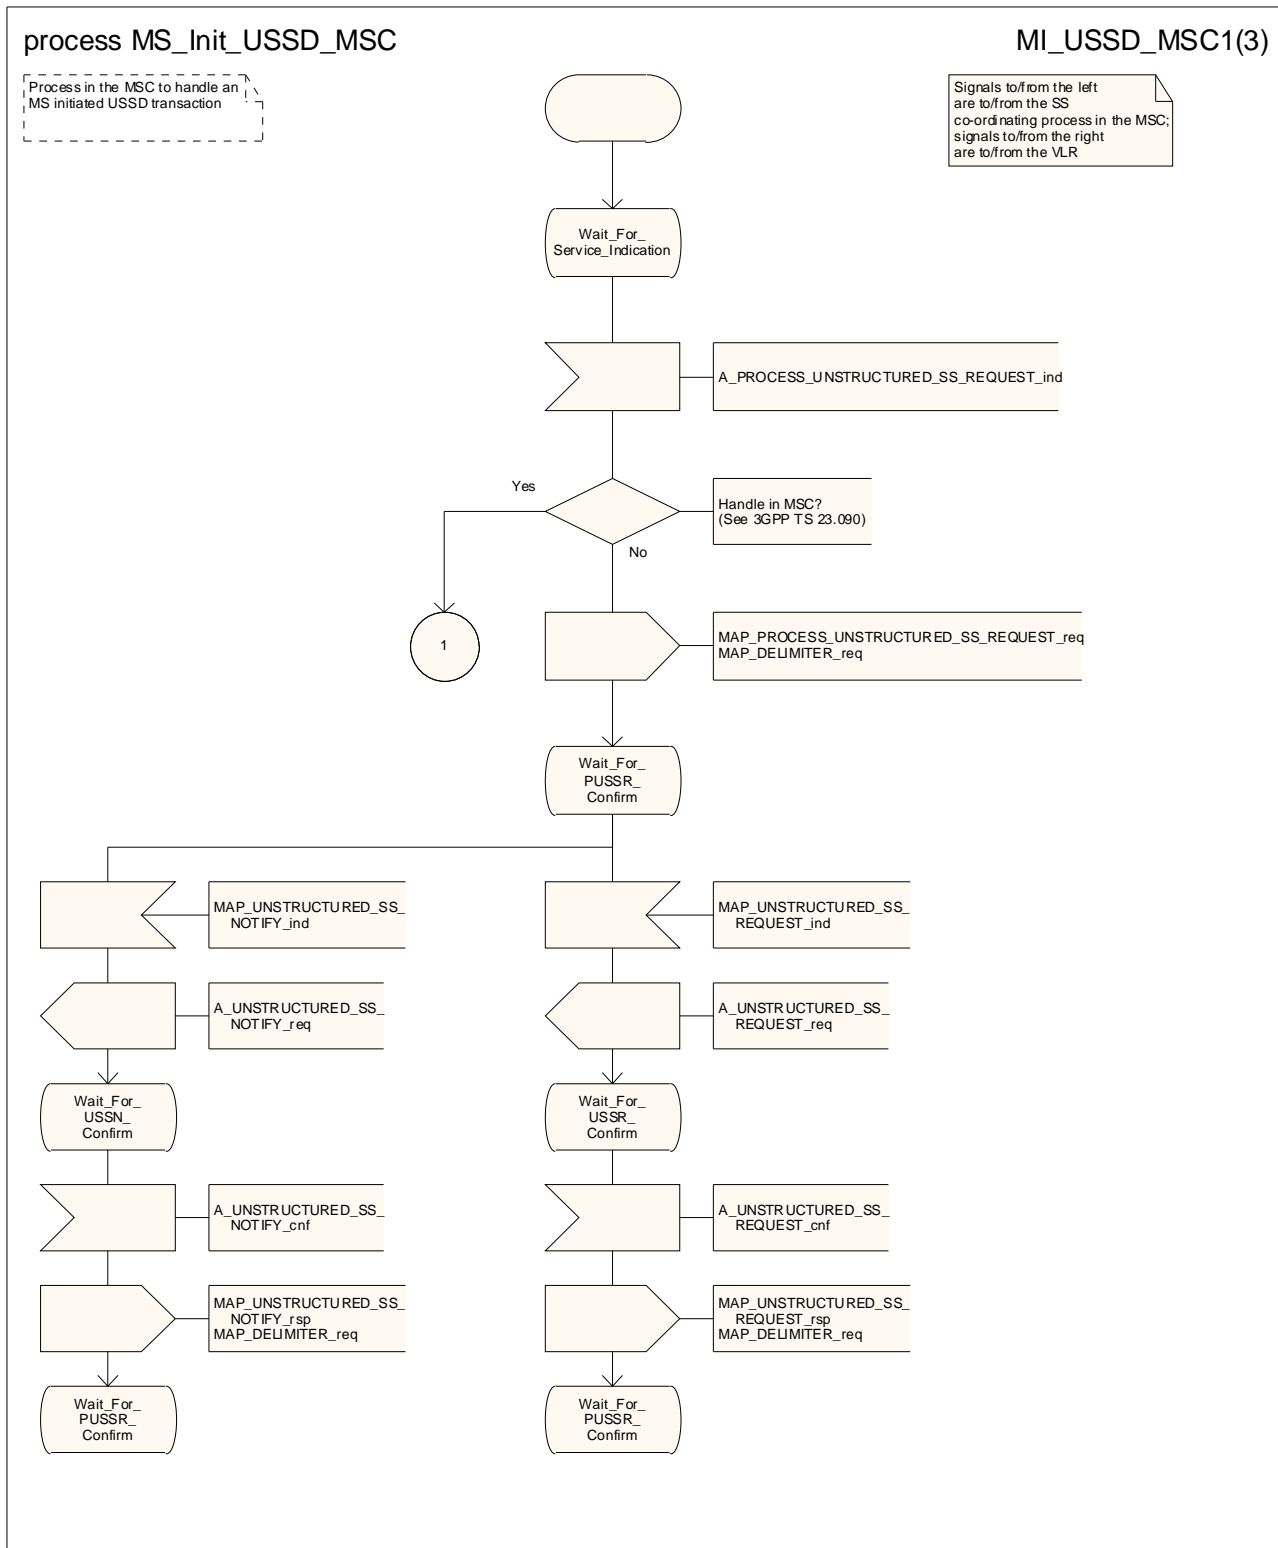 process MS_Init_USSD_MSC
MI_USSD_MSC1(3)
Process in the MSC to handle an
MS initiated USSD transaction
Signals to/from the left
are to/from the SS
co-ordinating process in the MSC;
signals to/from the right
are to/from the VLR
Wait_For_
Service_Indication
A_PROCESS_UNSTRUCTURED_SS_REQUEST_ind
Yes
Handle in MSC?
(See 3GPP TS 23.090)
No
1
MAP_PROCESS_UNSTRUCTURED_SS_REQUEST_req
MAP_DELIMITER_req
Wait_For_
PUSSR_
Confirm
MAP_UNSTRUCTURED_SS_
NOTIFY_ind
MAP_UNSTRUCTURED_SS_
REQUEST_ind
A_UNSTRUCTURED_SS_
NOTIFY_req
A_UNSTRUCTURED_SS_
REQUEST_req
Wait_For_
USSN_
Confirm
Wait_For_
USSR_
Confirm
A_UNSTRUCTURED_SS_
NOTIFY_cnf
A_UNSTRUCTURED_SS_
REQUEST_cnf
MAP_UNSTRUCTURED_SS_
NOTIFY_rsp
MAP_DELIMITER_req
MAP_UNSTRUCTURED_SS_
REQUEST_rsp
MAP_DELIMITER_req
Wait_For_
PUSSR_
Confirm
Wait_For_
PUSSR_
Confirm